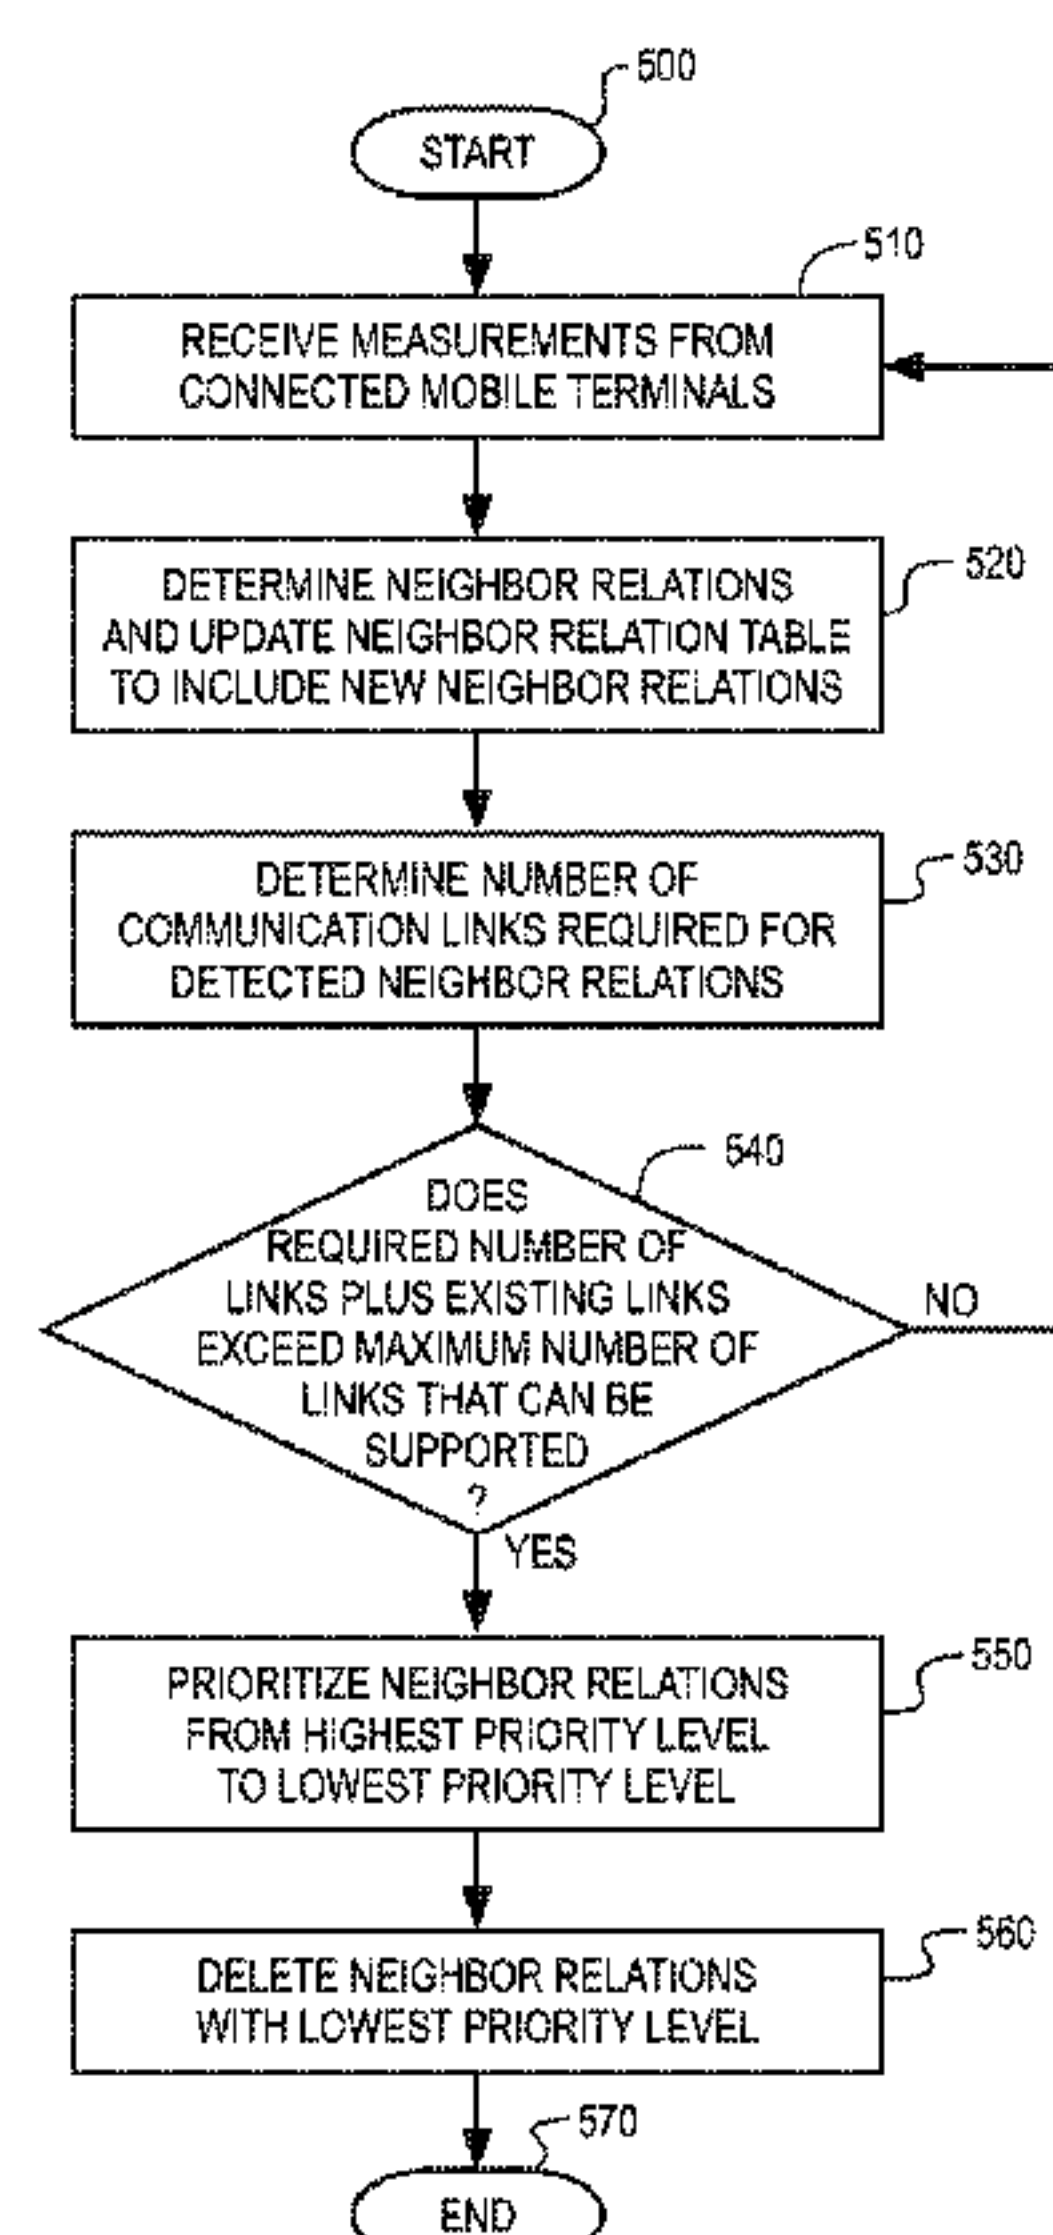 500
START
510
RECEIVE MEASUREMENTS FROM
CONNECTED MOBILE TERMINALS
520
DETERMINE NEIGHBOR RELATIONS
AND UPDATE NEIGHBOR RELATION TABLE
TO INCLUDE NEW NEIGHBOR RELATIONS
530
DETERMINE NUMBER OF
COMMUNICATION LINKS REQUIRED FOR
DETECTED NEIGHBOR RELATIONS
540
DOES
REQUIRED NUMBER OF
LINKS PLUS EXISTING LINKS
EXCEED MAXIMUM NUMBER OF
LINKS THAT CAN BE
SUPPORTED
?
NO
YES
550
PRIORITIZE NEIGHBOR RELATIONS
FROM HIGHEST PRIORITY LEVEL
TO LOWEST PRIORITY LEVEL
560
DELETE NEIGHBOR RELATIONS
WITH LOWEST PRIORITY LEVEL
570
END